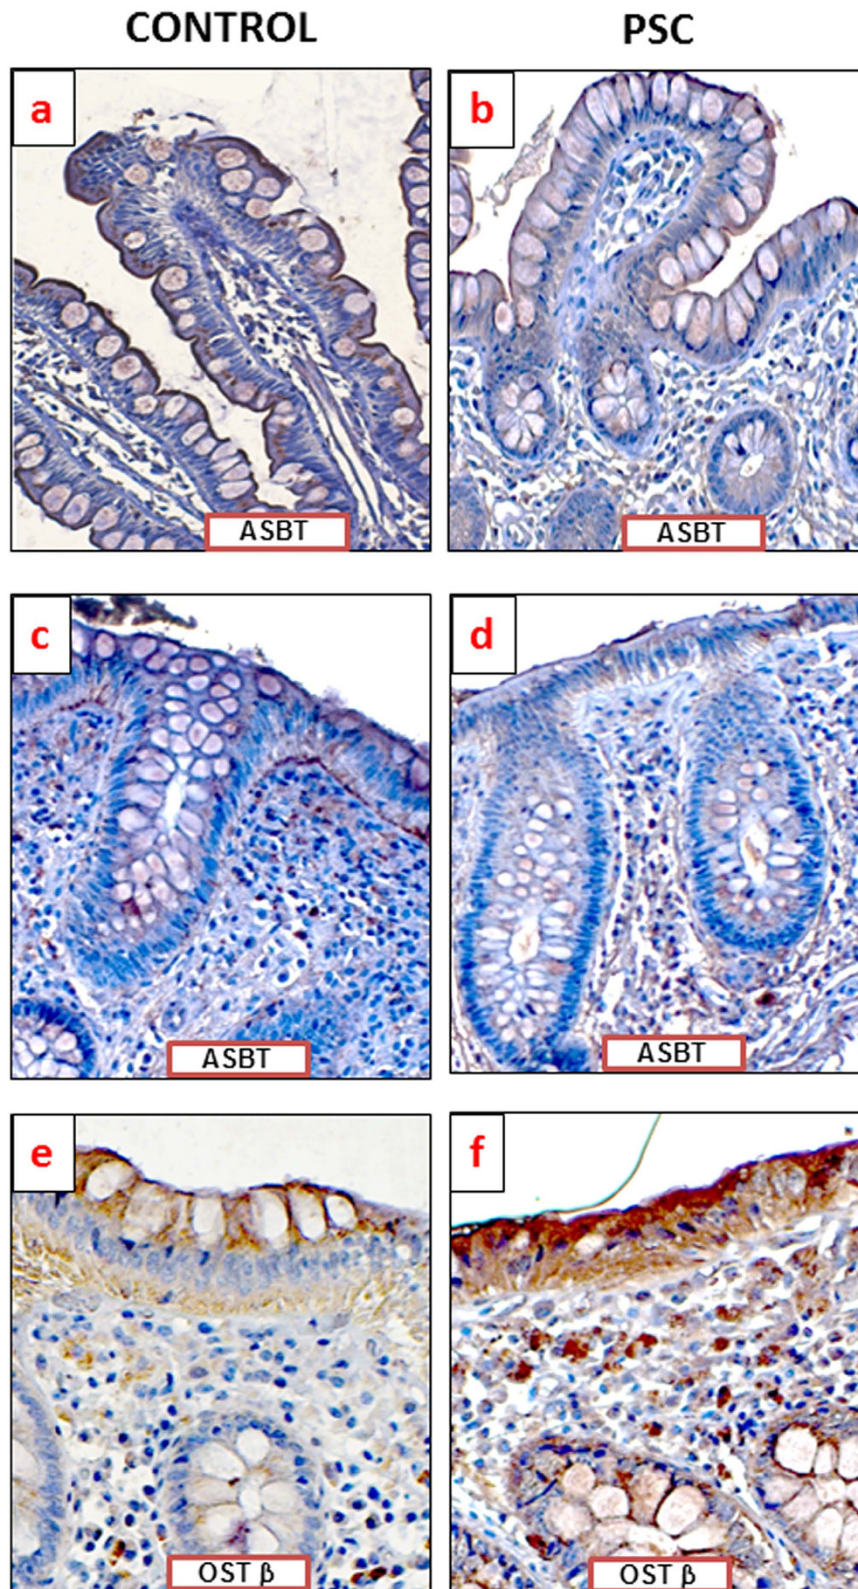 CONTROL PSC
a b
ASBT ASBT
c d
ASBT ASBT
e f
OST β OST β